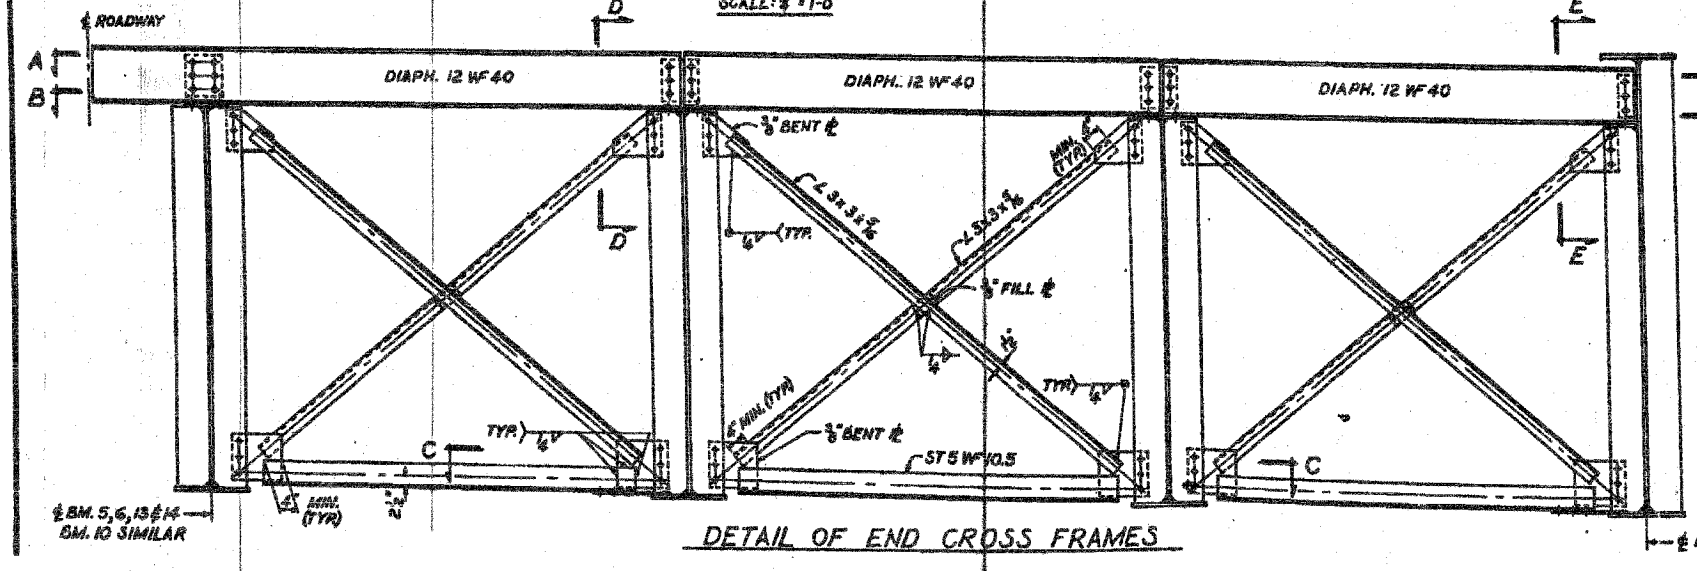 SCALE: ⅜"=1'-0
℄ ROADWAY
D
E
A
B
DIAPH. 12 WF 40
DIAPH. 12 WF 40
DIAPH. 12 WF 40
⅜" BENT ℄
MIN.
(TYP.)
∠ 3 x 3 x 5/16
∠ 3 x 3 x 5/16
D
¼ TYP.
E
⅜" FILL ℄
¼
½"
TYP. ¼
MIN. (TYP.)
TYP. ¼
C
⅜" BENT ℄
ST 5 WF 10.5
C
MIN.
(TYP.)
℄ BM. 5, 6, 13 & 14
BM. 10 SIMILAR
DETAIL OF END CROSS FRAMES